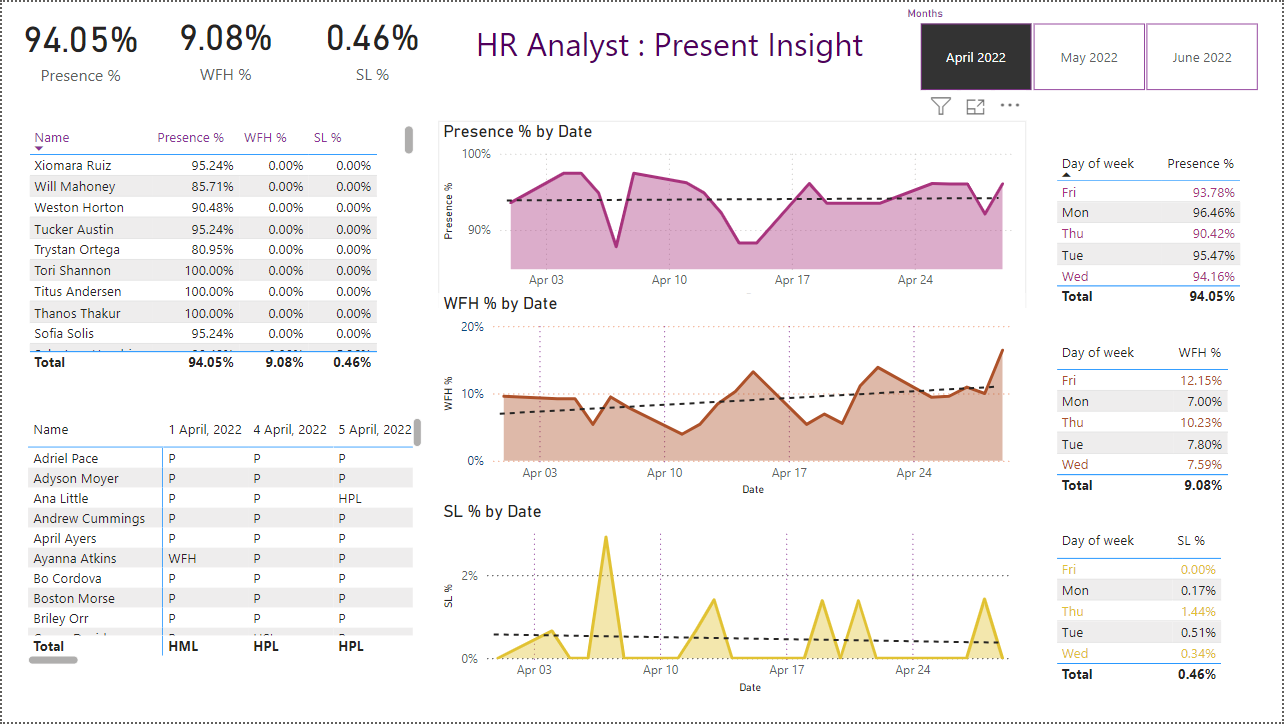 94.05%
Presence %
9.08%
WFH %
0.46%
SL %
HR Analyst : Present Insight
Months
April 2022
May 2022
June 2022
Name Presence % WFH % SL %
Xiomara Ruiz 95.24% 0.00% 0.00%
Will Mahoney 85.71% 0.00% 0.00%
Weston Horton 90.48% 0.00% 0.00%
Tucker Austin 95.24% 0.00% 0.00%
Trystan Ortega 80.95% 0.00% 0.00%
Tori Shannon 100.00% 0.00% 0.00%
Titus Andersen 100.00% 0.00% 0.00%
Thanos Thakur 100.00% 0.00% 0.00%
Sofia Solis 95.24% 0.00% 0.00%
Total 94.05% 9.08% 0.46%
Name 1 April, 2022 4 April, 2022 5 April, 2022
Adriel Pace P P P
Adyson Moyer P P P
Ana Little P P HPL
Andrew Cummings P P P
April Ayers P P P
Ayanna Atkins WFH P P
Bo Cordova P P P
Boston Morse P P P
Briley Orr P P P
Total HML HPL HPL
Presence % by Date
Presence %
100%
90%
Apr 03 Apr 10 Apr 17 Apr 24
WFH % by Date
WFH %
20%
10%
0%
Apr 03 Apr 10 Apr 17 Apr 24
Date
SL % by Date
SL %
2%
0%
Apr 03 Apr 10 Apr 17 Apr 24
Date
Day of week Presence %
Fri 93.78%
Mon 96.46%
Thu 90.42%
Tue 95.47%
Wed 94.16%
Total 94.05%
Day of week WFH %
Fri 12.15%
Mon 7.00%
Thu 10.23%
Tue 7.80%
Wed 7.59%
Total 9.08%
Day of week SL %
Fri 0.00%
Mon 0.17%
Thu 1.44%
Tue 0.51%
Wed 0.34%
Total 0.46%